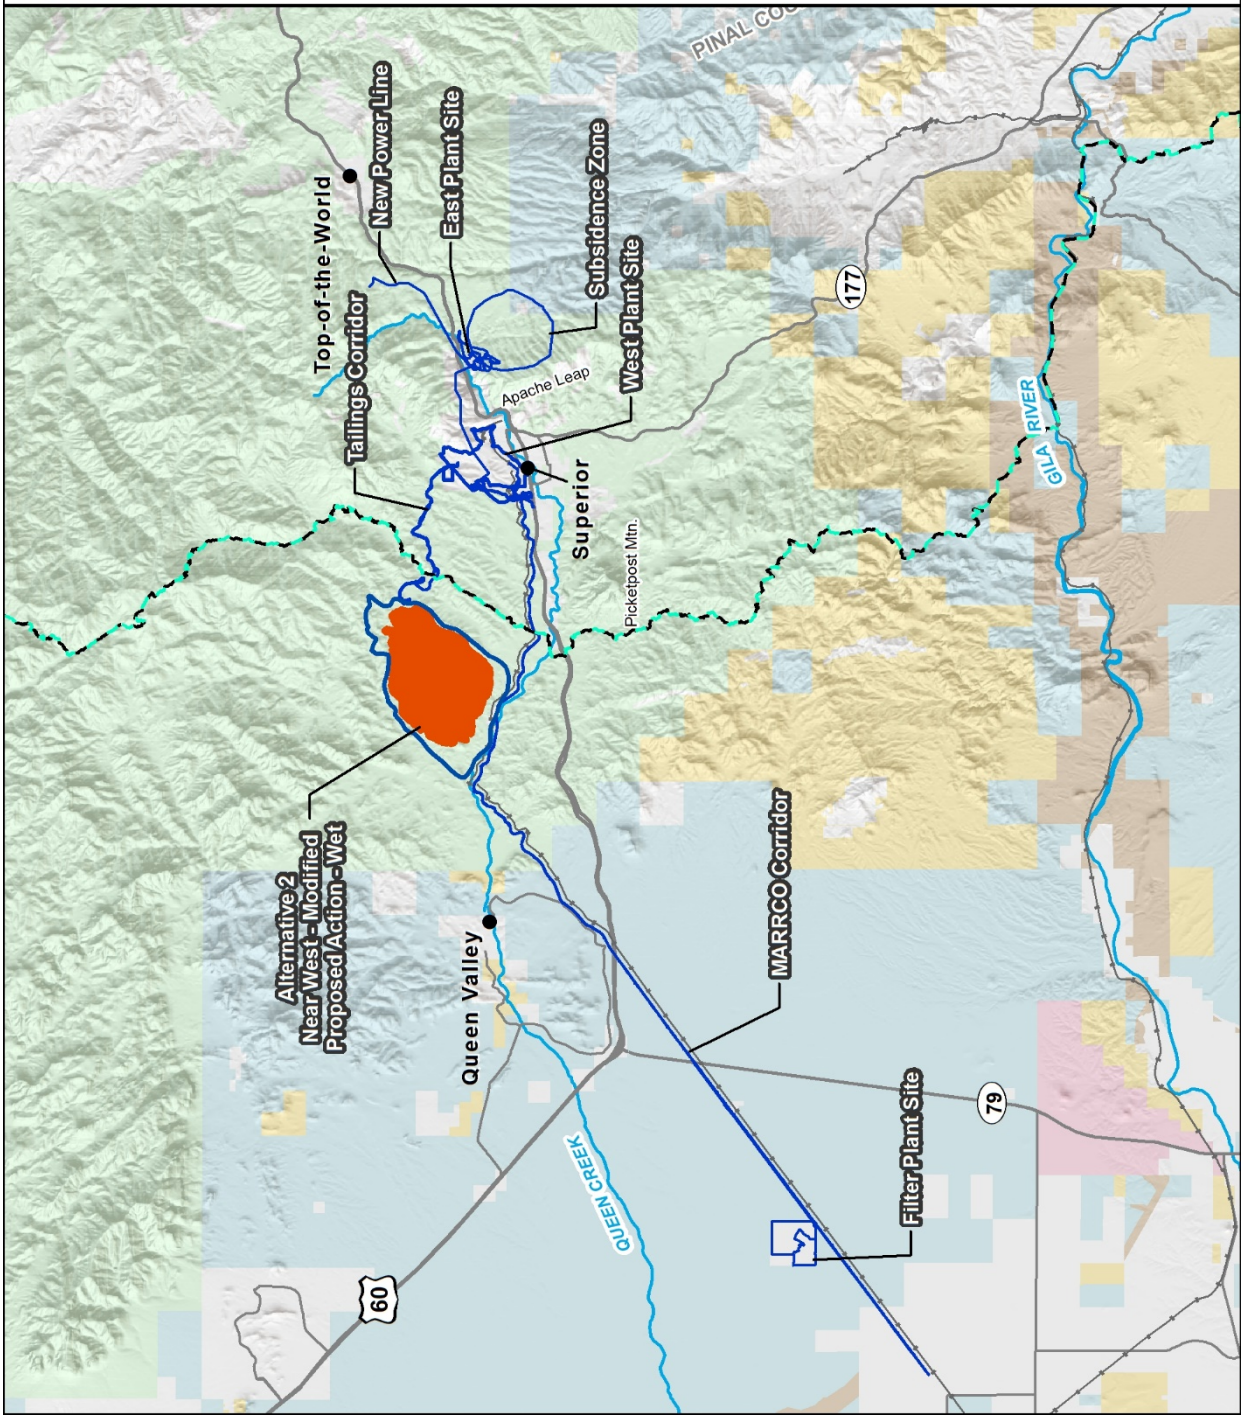 PINAL COU
Top-of-the-World
New Power Line
East Plant Site
Subsidence Zone
West Plant Site
Tailings Corridor
Apache Leap
Superior
Picketpost Mtn.
177
GILA RIVER
Alternative 2
Near West - Modified
Proposed Action - Wet
Queen Valley
MARRCO Corridor
QUEEN CREEK
Filter Plant Site
79
60